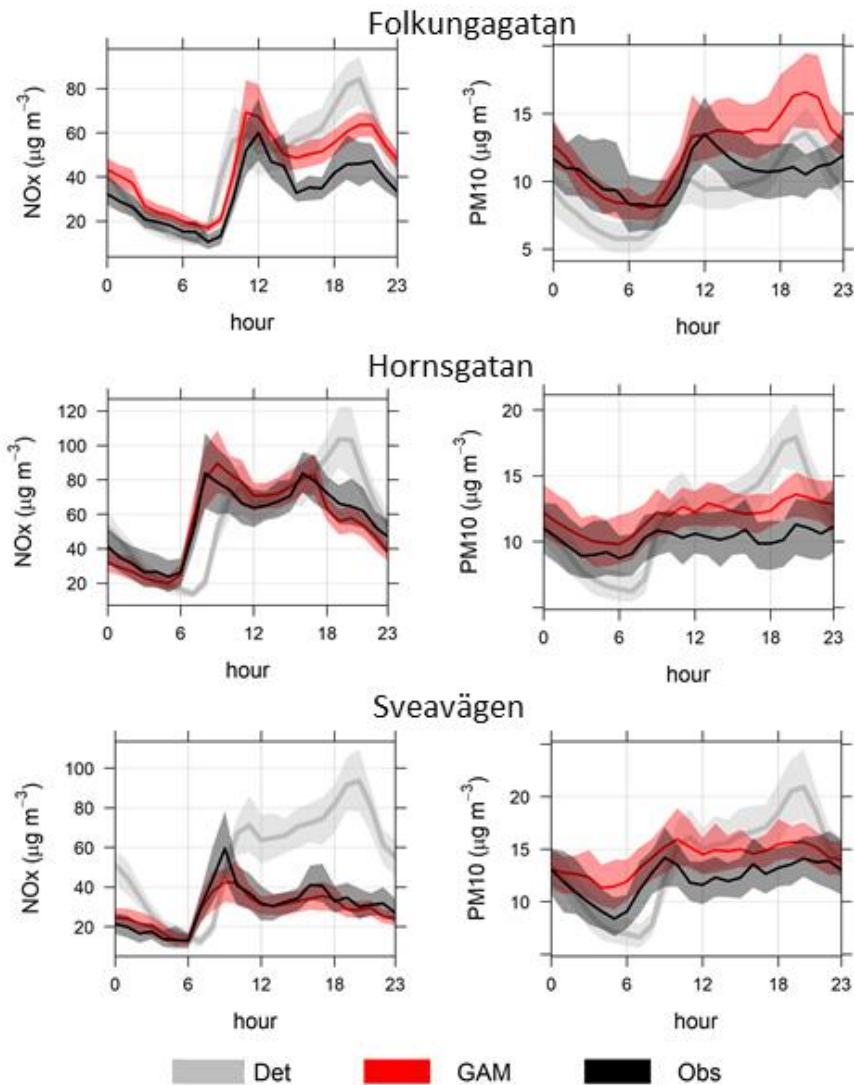 Folkungagatan
NOx (μg m⁻³)
80
60
40
20
0 6 12 18 23
hour
PM10 (μg m⁻³)
15
10
5
0 6 12 18 23
hour
Hornsgatan
NOx (μg m⁻³)
120
100
80
60
40
20
0 6 12 18 23
hour
PM10 (μg m⁻³)
20
15
10
0 6 12 18 23
hour
Sveavägen
NOx (μg m⁻³)
100
80
60
40
20
0 6 12 18 23
hour
PM10 (μg m⁻³)
20
15
10
0 6 12 18 23
hour
Det GAM Obs